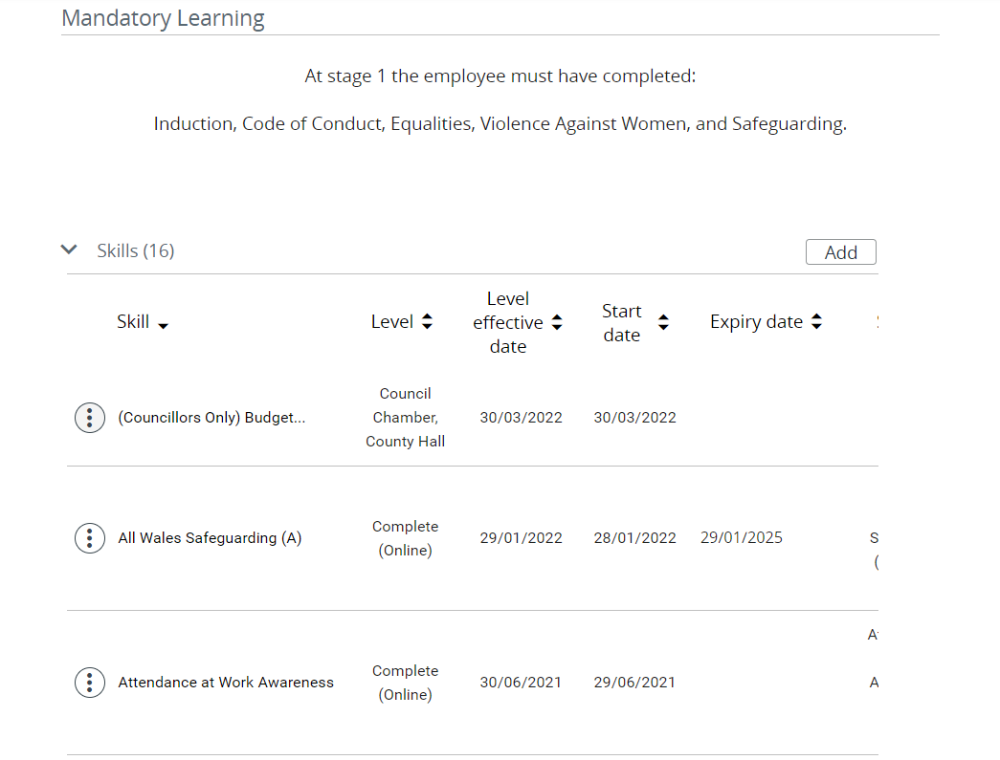 Mandatory Learning
At stage 1 the employee must have completed:
Induction, Code of Conduct, Equalities, Violence Against Women, and Safeguarding.
Skills (16)
Add
Skill
Level
Level
effective
date
Start
date
Expiry date
(Councillors Only) Budget...
Council
Chamber,
County Hall
30/03/2022
30/03/2022
All Wales Safeguarding (A)
Complete
(Online)
29/01/2022
28/01/2022
29/01/2025
S
(
Attendance at Work Awareness
Complete
(Online)
30/06/2021
29/06/2021
A